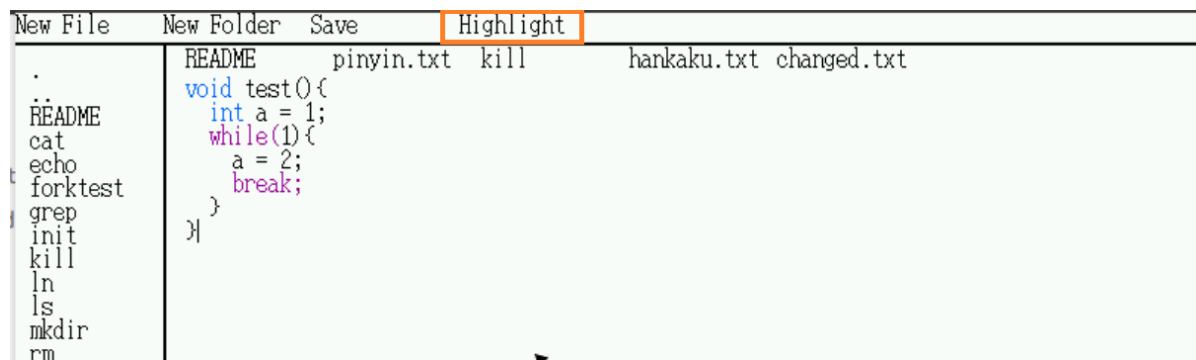 New File New Folder Save Highlight
README pinyin.txt kill hankaku.txt changed.txt
.
..
README
cat
echo
forktest
grep
init
kill
ln
ls
mkdir
rm
void test(){
int a = 1;
while(1){
a = 2;
break;
}
}